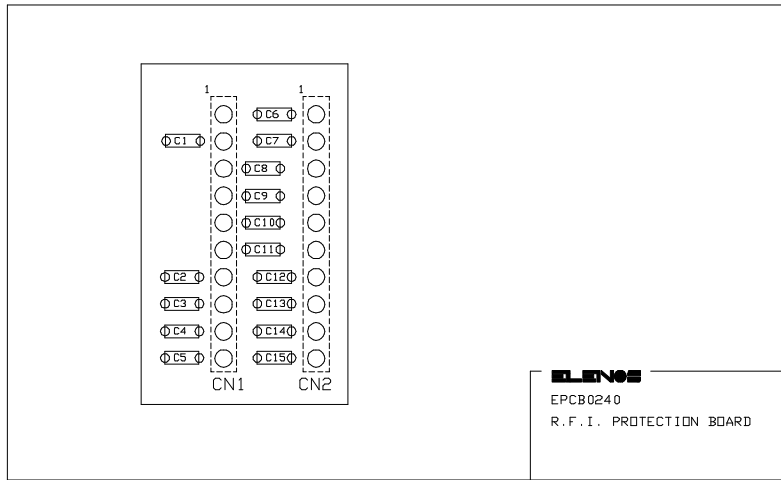 1 1
C6
C1 C7
C8
C9
C10
C11
C2 C12
C3 C13
C4 C14
C5 C15
CN1 CN2
ELENOS
EPCB0240
R.F.I. PROTECTION BOARD